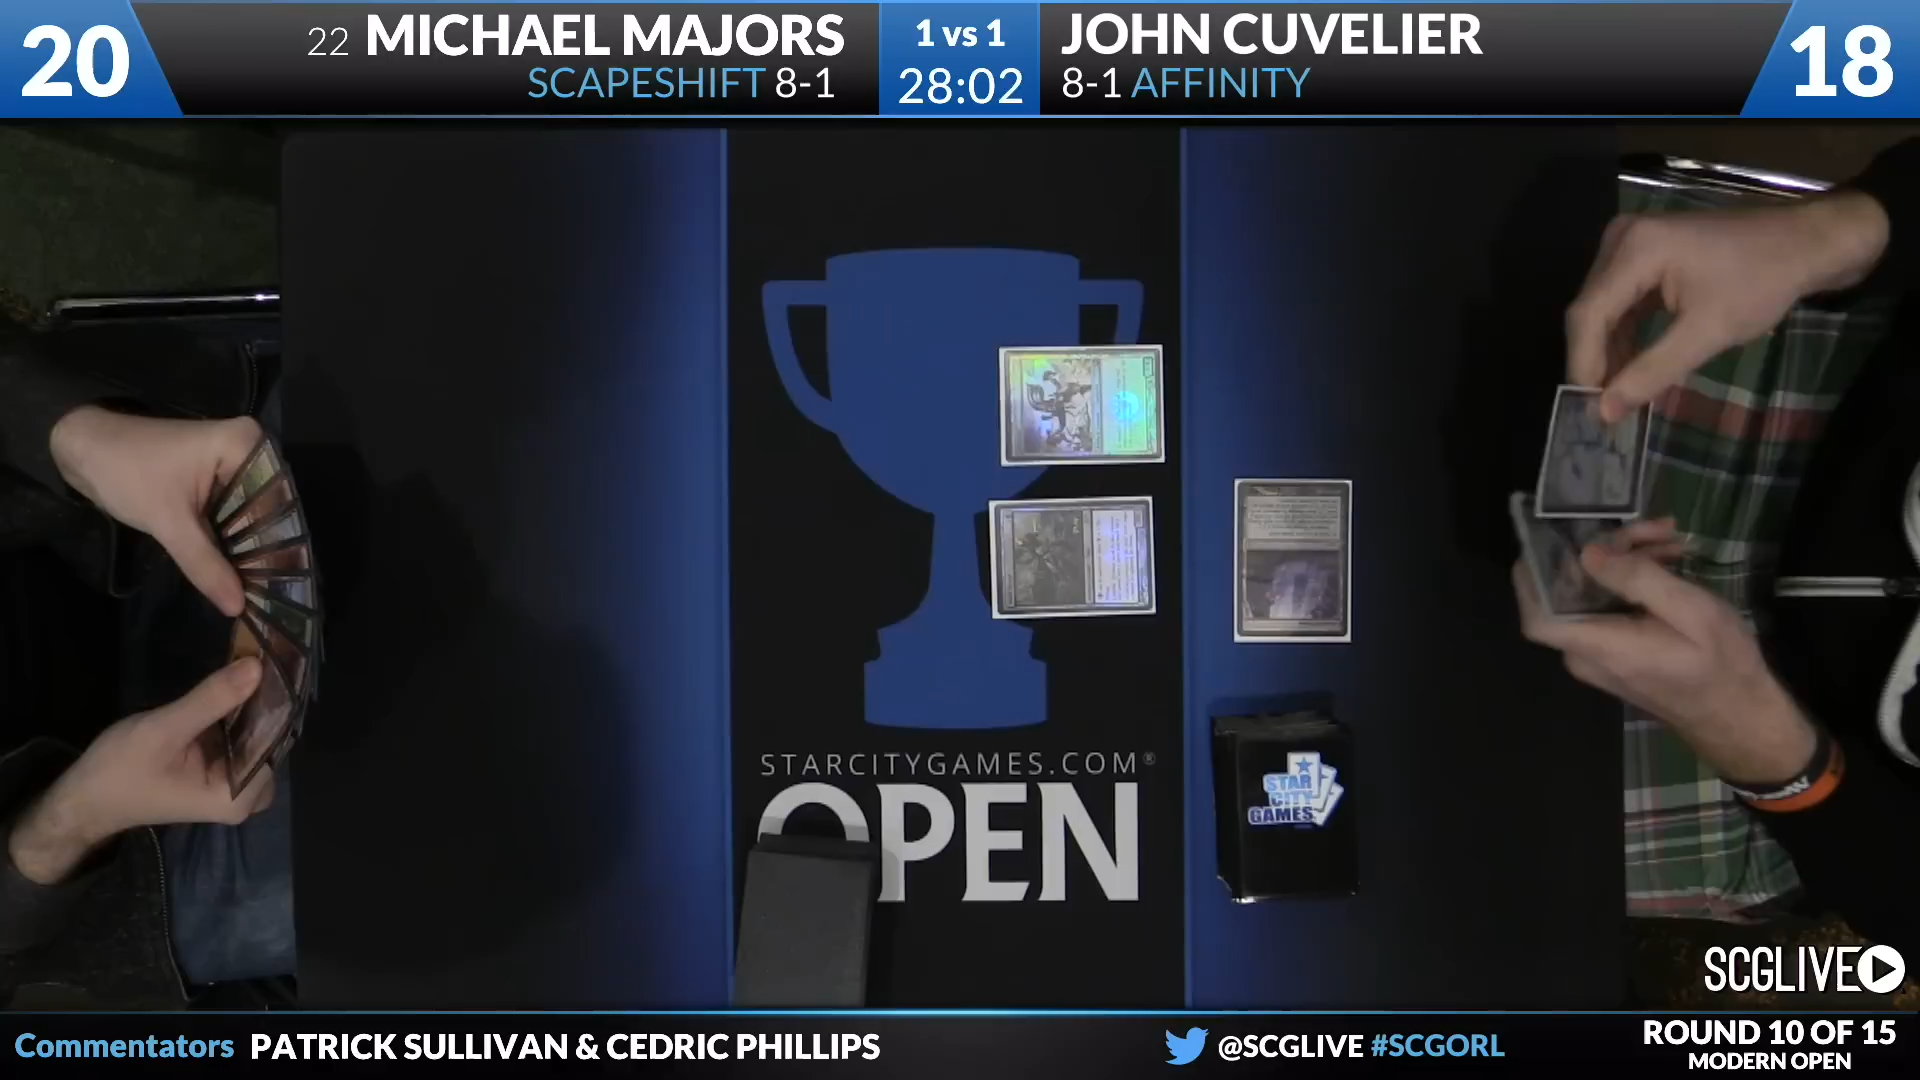 20
22 MICHAEL MAJORS
SCAPESHIFT 8-1
1 vs 1
28:02
JOHN CUVELIER
8-1 AFFINITY
18
STARCITYGAMES.COM®
OPEN
STAR
CITY
GAMES
SCGLIVE
Commentators PATRICK SULLIVAN & CEDRIC PHILLIPS
@SCGLIVE #SCGORL
ROUND 10 OF 15
MODERN OPEN